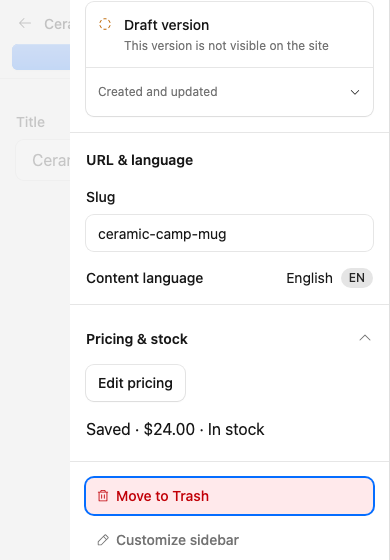 Cera
Draft version
This version is not visible on the site
Created and updated
Title
Ceram
URL & language
Slug
ceramic-camp-mug
Content language English EN
Pricing & stock
Edit pricing
Saved · $24.00 · In stock
Move to Trash
Customize sidebar